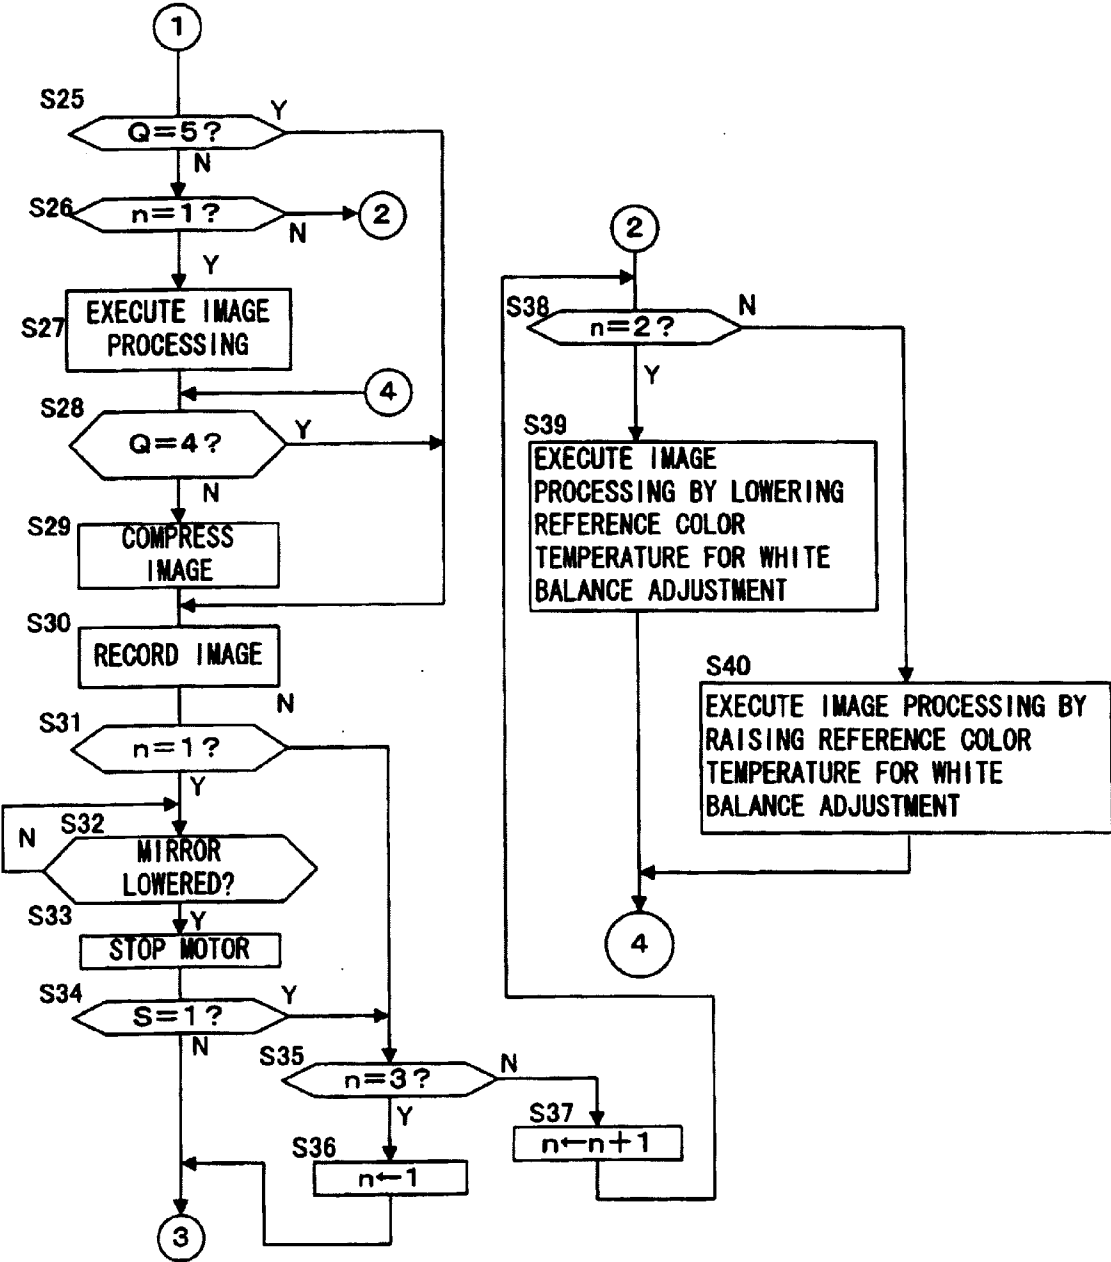 1
S25
Q=5?
Y
N
S26
n=1?
2
N
Y
S27
EXECUTE IMAGE
PROCESSING
4
S28
Q=4?
Y
N
S29
COMPRESS
IMAGE
S30
RECORD IMAGE
N
S31
n=1?
Y
N
S32
MIRROR
LOWERED?
S33
Y
STOP MOTOR
S34
Y
S=1?
N
S35
N
n=3?
Y
S36
n←1
S37
n←n+1
3
2
S38
N
n=2?
Y
S39
EXECUTE IMAGE
PROCESSING BY LOWERING
REFERENCE COLOR
TEMPERATURE FOR WHITE
BALANCE ADJUSTMENT
S40
EXECUTE IMAGE PROCESSING BY
RAISING REFERENCE COLOR
TEMPERATURE FOR WHITE
BALANCE ADJUSTMENT
4